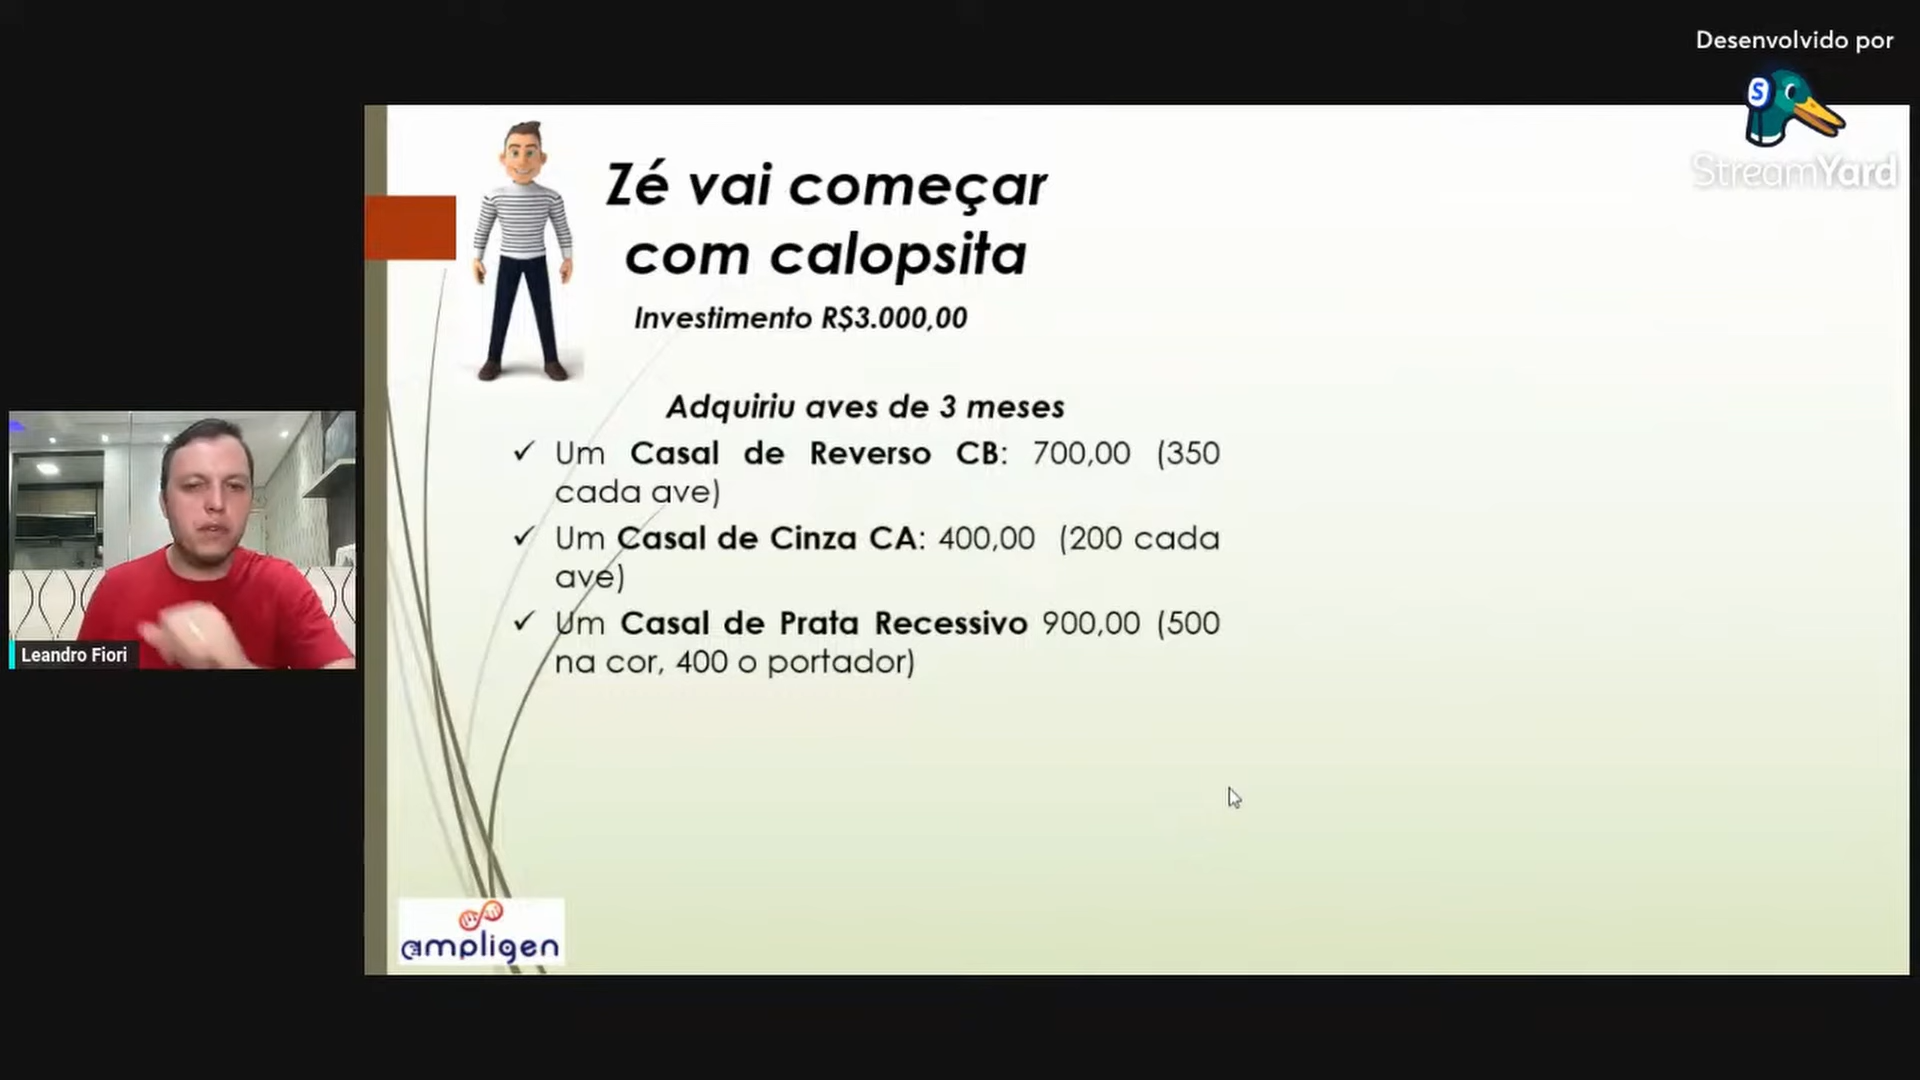 Desenvolvido por
StreamYard
Zé vai começar
com calopsita
Investimento R$3.000,00
Adquiriu aves de 3 meses
✓ Um Casal de Reverso CB: 700,00 (350
cada ave)
✓ Um Casal de Cinza CA: 400,00 (200 cada
ave)
✓ Um Casal de Prata Recessivo 900,00 (500
na cor, 400 o portador)
Leandro Fiori
ampligen